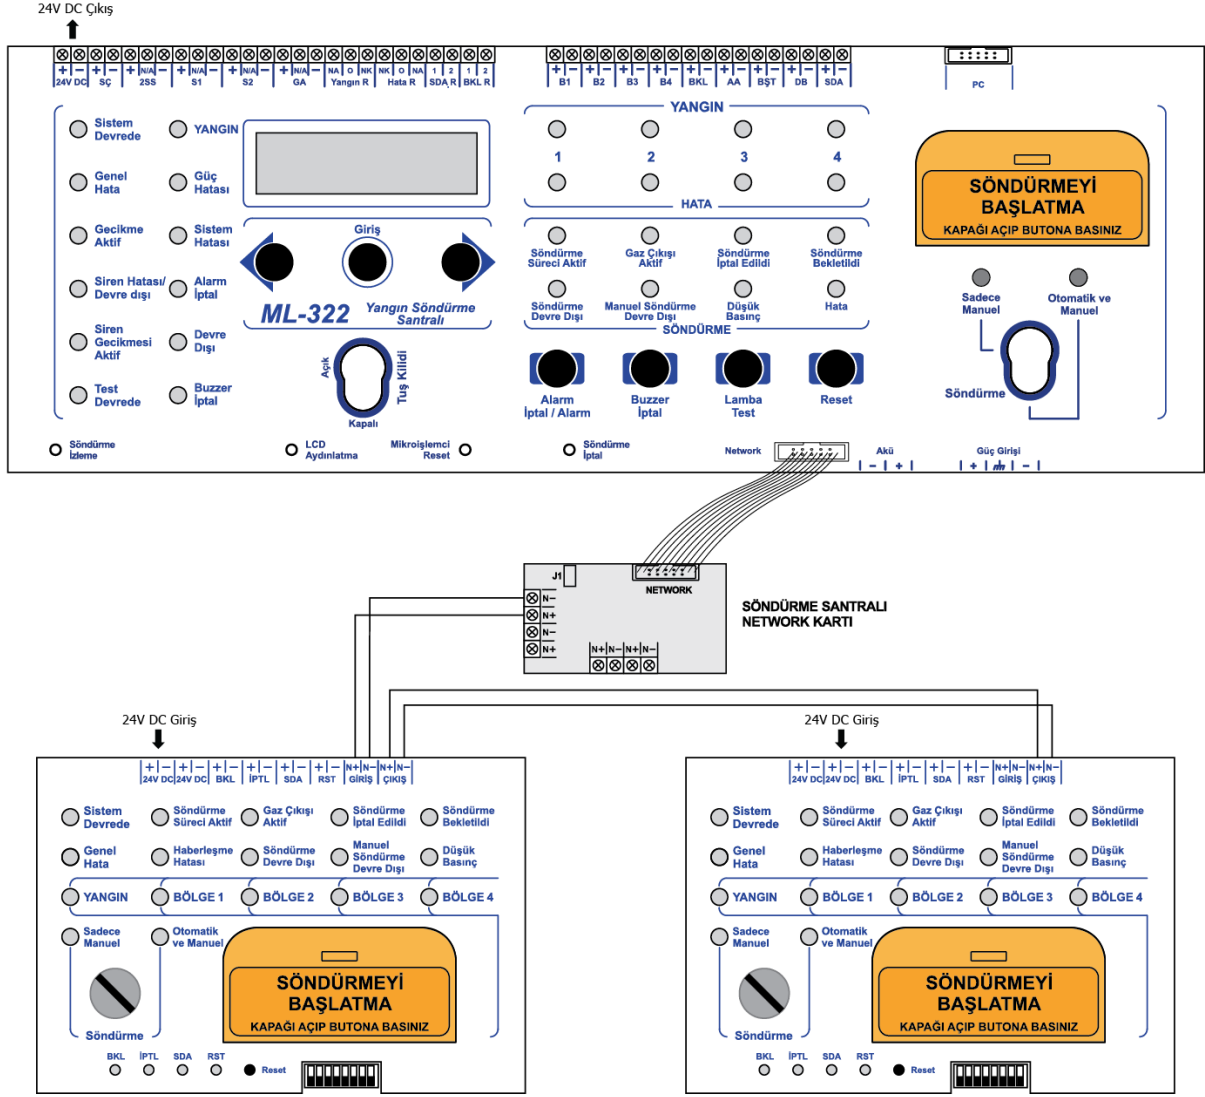 24V DC Çıkış
+ − + − + N/A − + N/A − + N/A − + N/A − NA O NK NK O NA 1 2 1 2
24V DC SÇ 2SS S1 S2 GA Yangın R Hata R SDA R BKL R
+ − + − + − + − + − + − + − + − + −
B1 B2 B3 B4 BKL AA BŞT DB SDA
PC
Sistem
Devrede
YANGIN
Genel
Hata
Güç
Hatası
Gecikme
Aktif
Sistem
Hatası
Siren Hatası/
Devre dışı
Alarm
İptal
Siren
Gecikmesi
Aktif
Devre
Dışı
Test
Devrede
Buzzer
İptal
Giriş
ML-322 Yangın Söndürme
Santralı
Açık
Tuş Kilidi
Kapalı
YANGIN
1 2 3 4
HATA
Söndürme
Süreci Aktif
Gaz Çıkışı
Aktif
Söndürme
İptal Edildi
Söndürme
Bekletildi
Söndürme
Devre Dışı
Manuel Söndürme
Devre Dışı
Düşük
Basınç
Hata
SÖNDÜRME
Alarm
İptal / Alarm
Buzzer
İptal
Lamba
Test
Reset
SÖNDÜRMEYİ
BAŞLATMA
KAPAĞI AÇIP BUTONA BASINIZ
Sadece
Manuel
Otomatik ve
Manuel
Söndürme
Söndürme
İzleme
LCD
Aydınlatma
Mikroişlemci
Reset
Söndürme
İptal
Network
Akü
− +
Güç Girişi
+ −
J1
NETWORK
N−
N+
N−
N+
N+ N− N+ N−
SÖNDÜRME SANTRALI
NETWORK KARTI
24V DC Giriş
+ − + − + − + − + − + − N+ N− N+ N−
24V DC 24V DC BKL İPTL SDA RST GİRİŞ ÇIKIŞ
Sistem
Devrede
Söndürme
Süreci Aktif
Gaz Çıkışı
Aktif
Söndürme
İptal Edildi
Söndürme
Bekletildi
Genel
Hata
Haberleşme
Hatası
Söndürme
Devre Dışı
Manuel
Söndürme
Devre Dışı
Düşük
Basınç
YANGIN BÖLGE 1 BÖLGE 2 BÖLGE 3 BÖLGE 4
Sadece
Manuel
Otomatik
ve Manuel
Söndürme
SÖNDÜRMEYİ
BAŞLATMA
KAPAĞI AÇIP BUTONA BASINIZ
BKL İPTL SDA RST
Reset
24V DC Giriş
+ − + − + − + − + − + − N+ N− N+ N−
24V DC 24V DC BKL İPTL SDA RST GİRİŞ ÇIKIŞ
Sistem
Devrede
Söndürme
Süreci Aktif
Gaz Çıkışı
Aktif
Söndürme
İptal Edildi
Söndürme
Bekletildi
Genel
Hata
Haberleşme
Hatası
Söndürme
Devre Dışı
Manuel
Söndürme
Devre Dışı
Düşük
Basınç
YANGIN BÖLGE 1 BÖLGE 2 BÖLGE 3 BÖLGE 4
Sadece
Manuel
Otomatik
ve Manuel
Söndürme
SÖNDÜRMEYİ
BAŞLATMA
KAPAĞI AÇIP BUTONA BASINIZ
BKL İPTL SDA RST
Reset